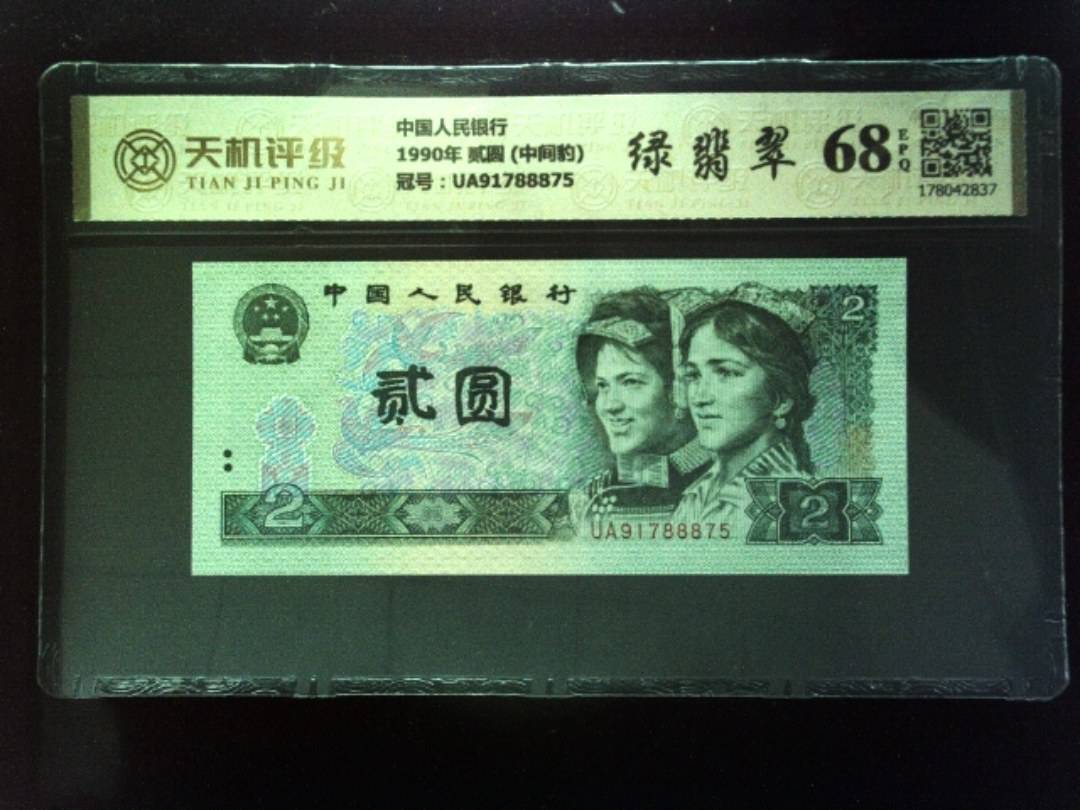 天机评级
TIAN JI PING JI
中国人民银行
1990年 贰圆 (中间豹)
冠号：UA91788875
绿翡翠 68 EPQ
178042837
中国人民银行
2
贰圆
2
UA91788875
2